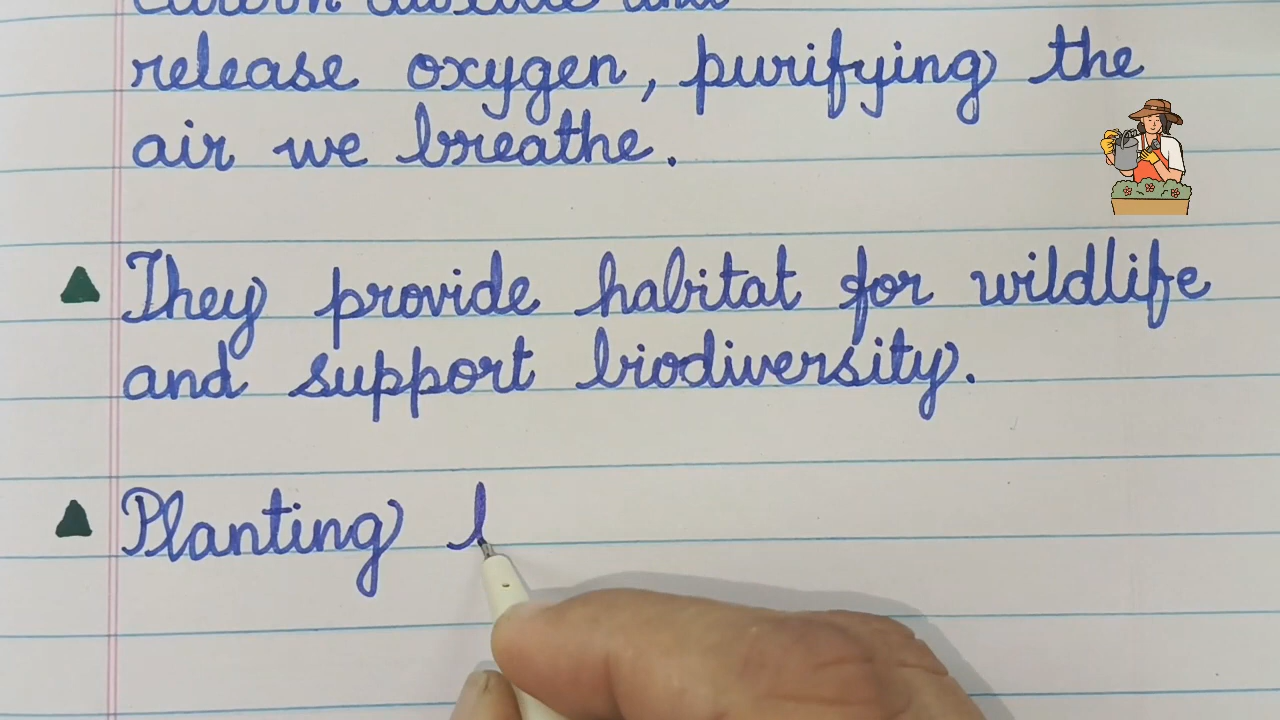 release oxygen, purifying the
air we breathe.
They provide habitat for wildlife
and support biodiversity.
Planting